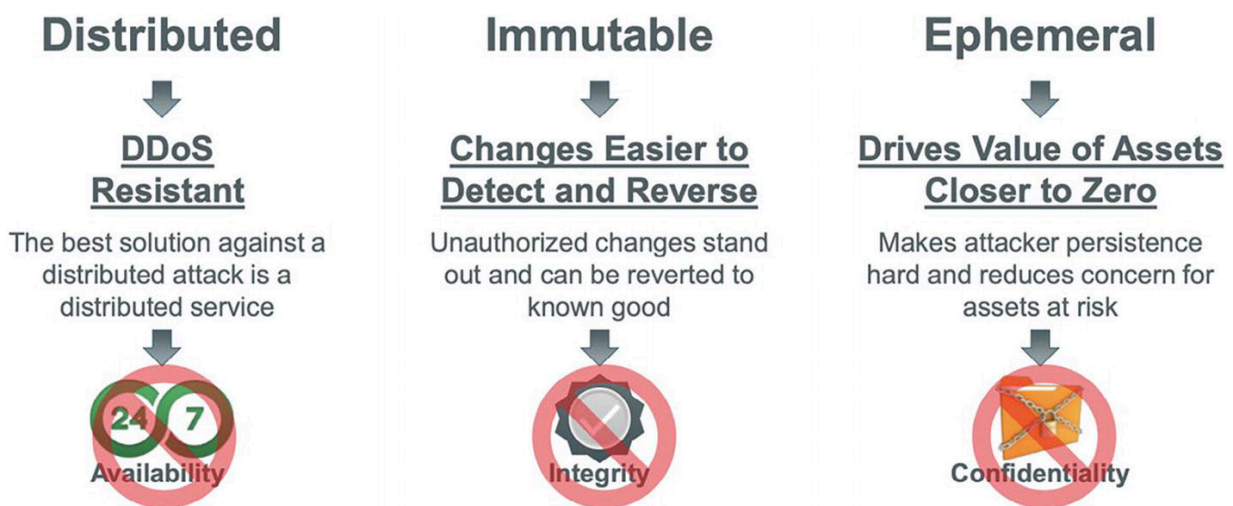 Distributed
DDoS
Resistant
The best solution against a
distributed attack is a
distributed service
24 7
Availability
Immutable
Changes Easier to
Detect and Reverse
Unauthorized changes stand
out and can be reverted to
known good
Integrity
Ephemeral
Drives Value of Assets
Closer to Zero
Makes attacker persistence
hard and reduces concern for
assets at risk
Confidentiality